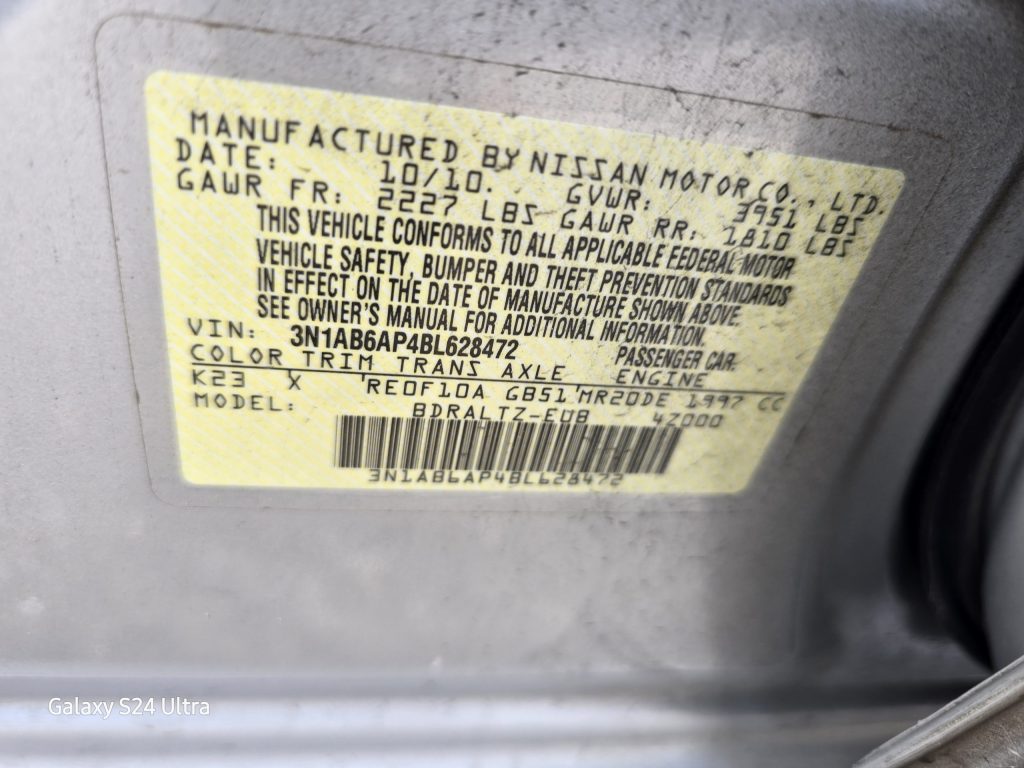 MANUFACTURED BY NISSAN MOTOR CO., LTD.
DATE: 10/10. GVWR: 3951 LBS
GAWR FR: 2227 LBS GAWR RR: 1810 LBS
THIS VEHICLE CONFORMS TO ALL APPLICABLE FEDERAL MOTOR
VEHICLE SAFETY, BUMPER AND THEFT PREVENTION STANDARDS
IN EFFECT ON THE DATE OF MANUFACTURE SHOWN ABOVE.
SEE OWNER'S MANUAL FOR ADDITIONAL INFORMATION.
VIN: 3N1AB6AP4BL628472 PASSENGER CAR
COLOR TRIM TRANS AXLE ENGINE
K23 X RE0F10A GB51 MR20DE 1997 CC
MODEL: BDRALTZ-EUB 4Z000
3N1AB6AP4BL628472
Galaxy S24 Ultra